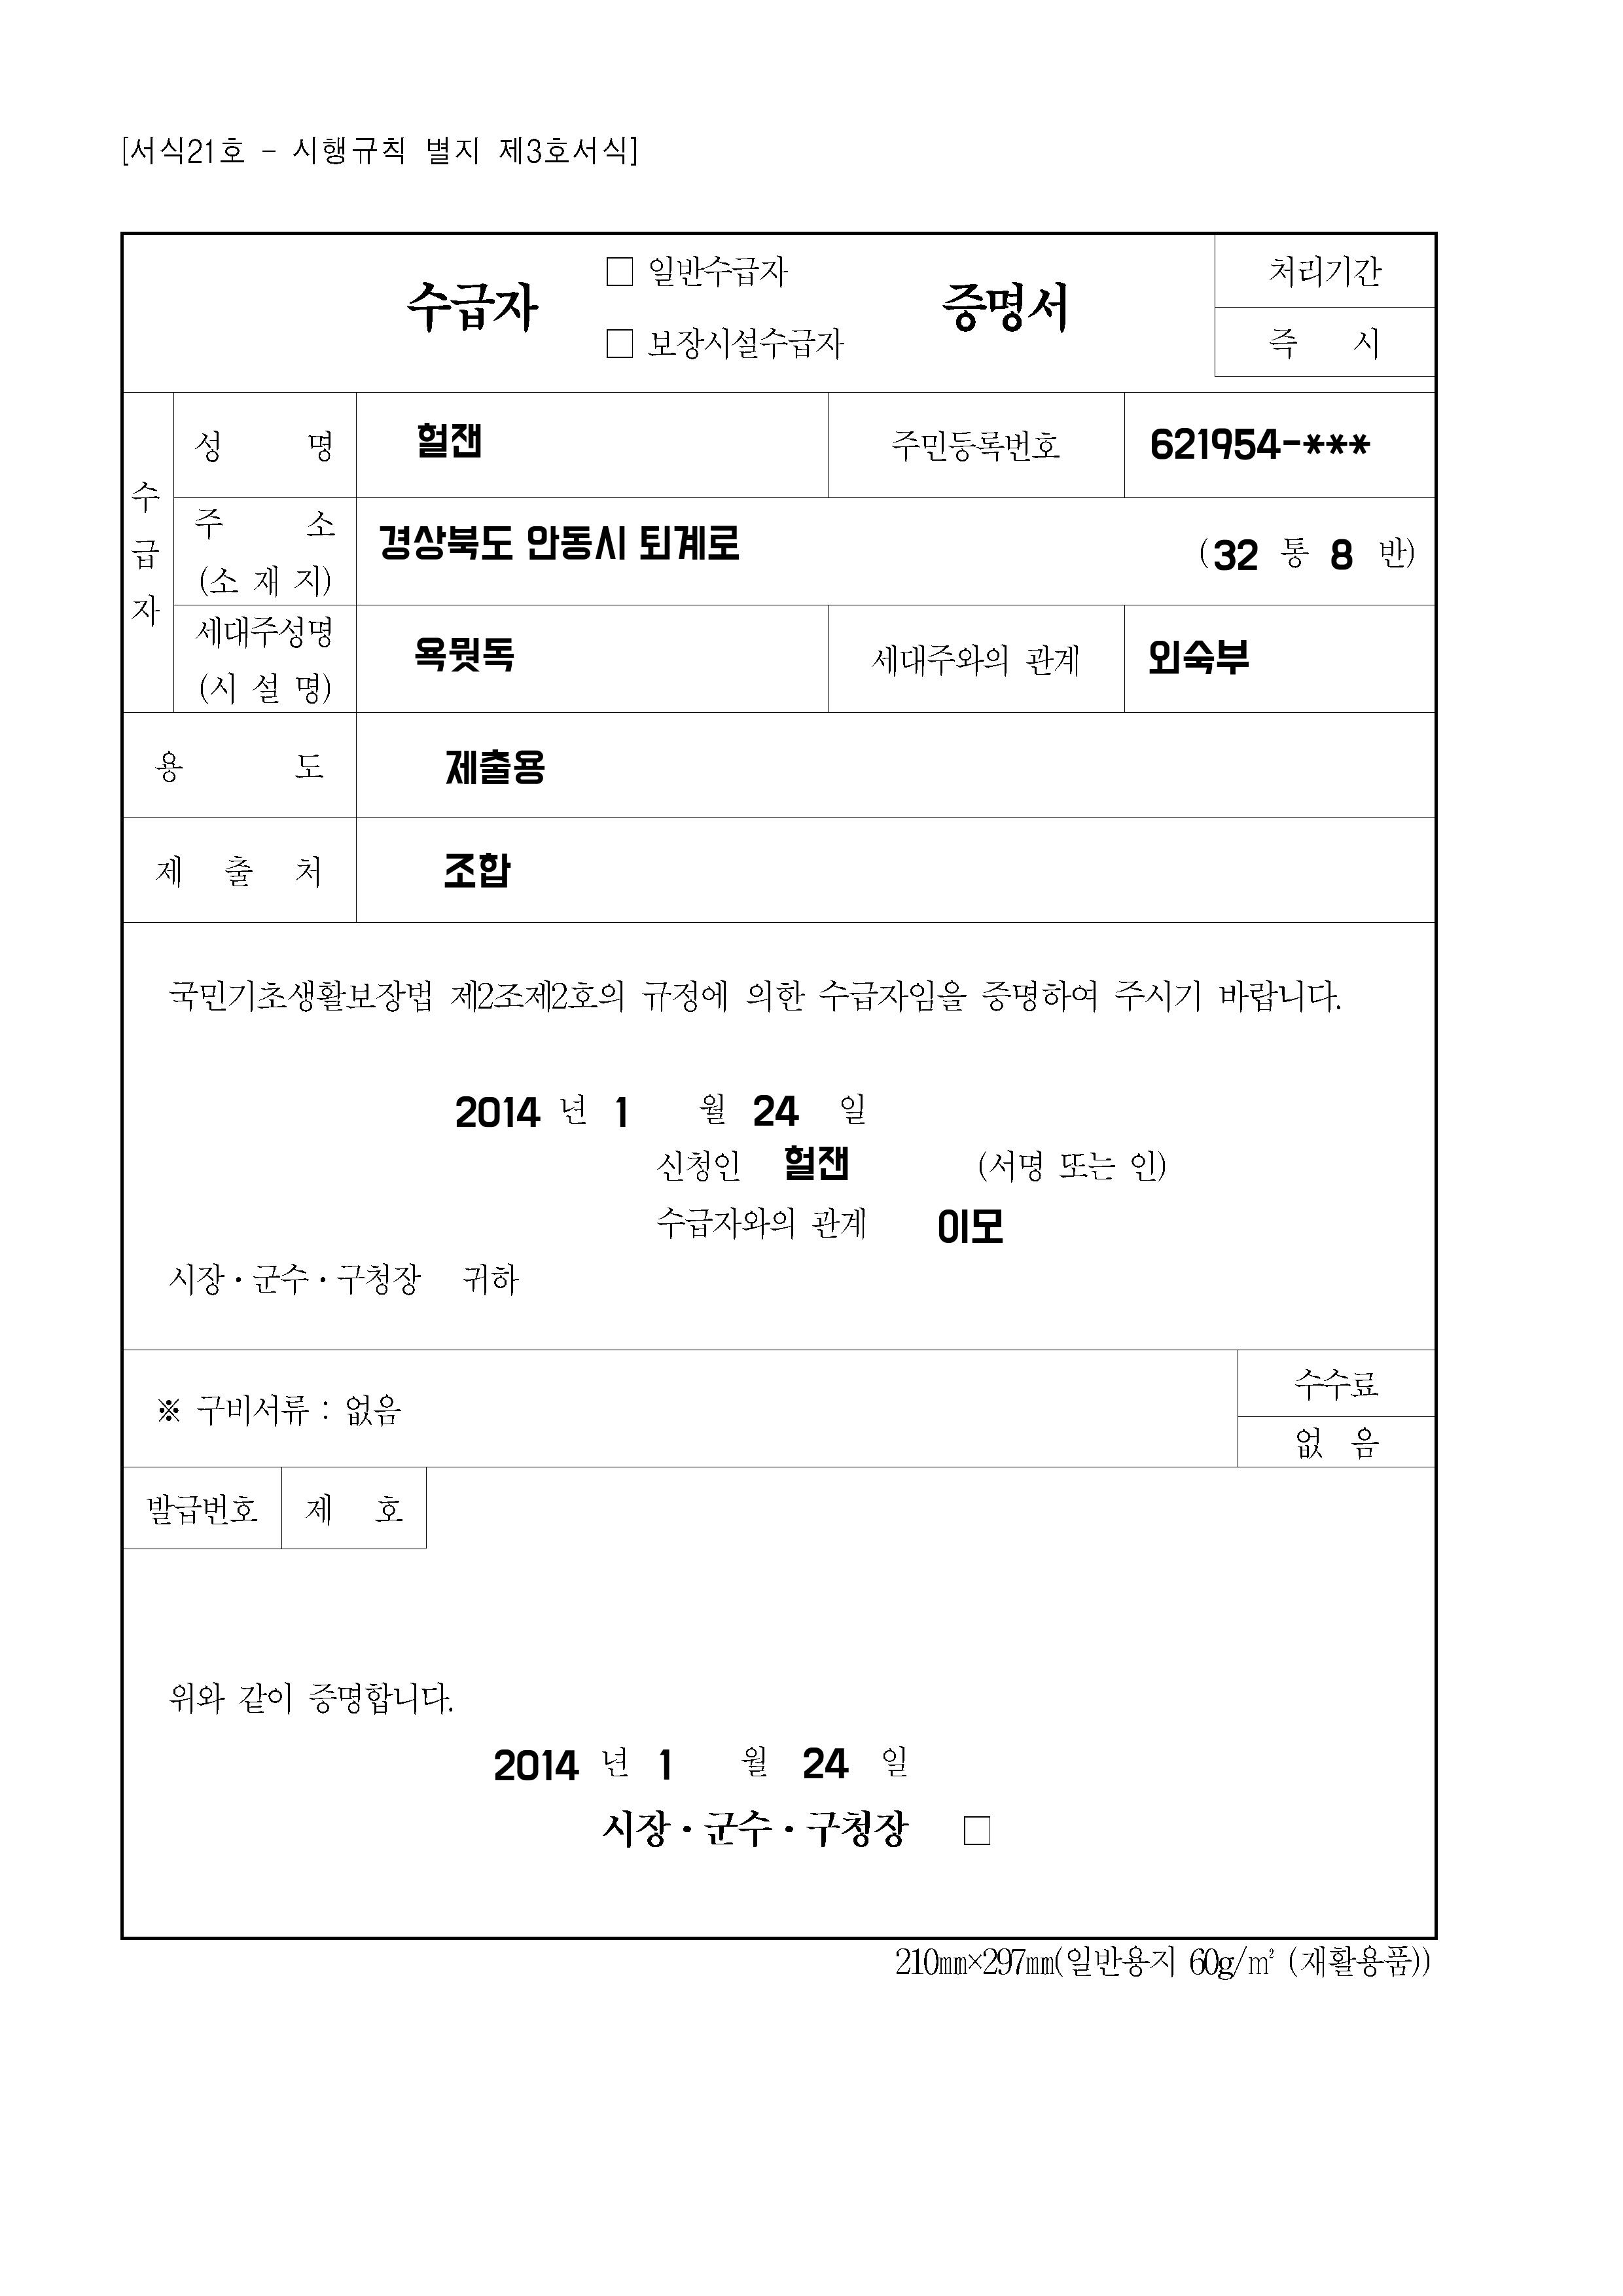 [서식21호 - 시행규칙 별지 제3호서식]
수급자 □ 일반수급자 □ 보장시설수급자 증명서
처리기간
즉 시
수급자
성 명 헐잰 주민등록번호 621954-***
주 소 (소 재 지) 경상북도 안동시 퇴계로 (32 통 8 반)
세대주성명 (시 설 명) 욕뭣독 세대주와의 관계 외숙부
용 도 제출용
제 출 처 조합
국민기초생활보장법 제2조제2호의 규정에 의한 수급자임을 증명하여 주시기 바랍니다.
2014 년 1 월 24 일
신청인 헐잰 (서명 또는 인)
수급자와의 관계 이모
시장·군수·구청장 귀하
※ 구비서류 : 없음
수수료
없 음
발급번호 제 호
위와 같이 증명합니다.
2014 년 1 월 24 일
시장·군수·구청장 □
210㎜×297㎜(일반용지 60g/㎡ (재활용품))